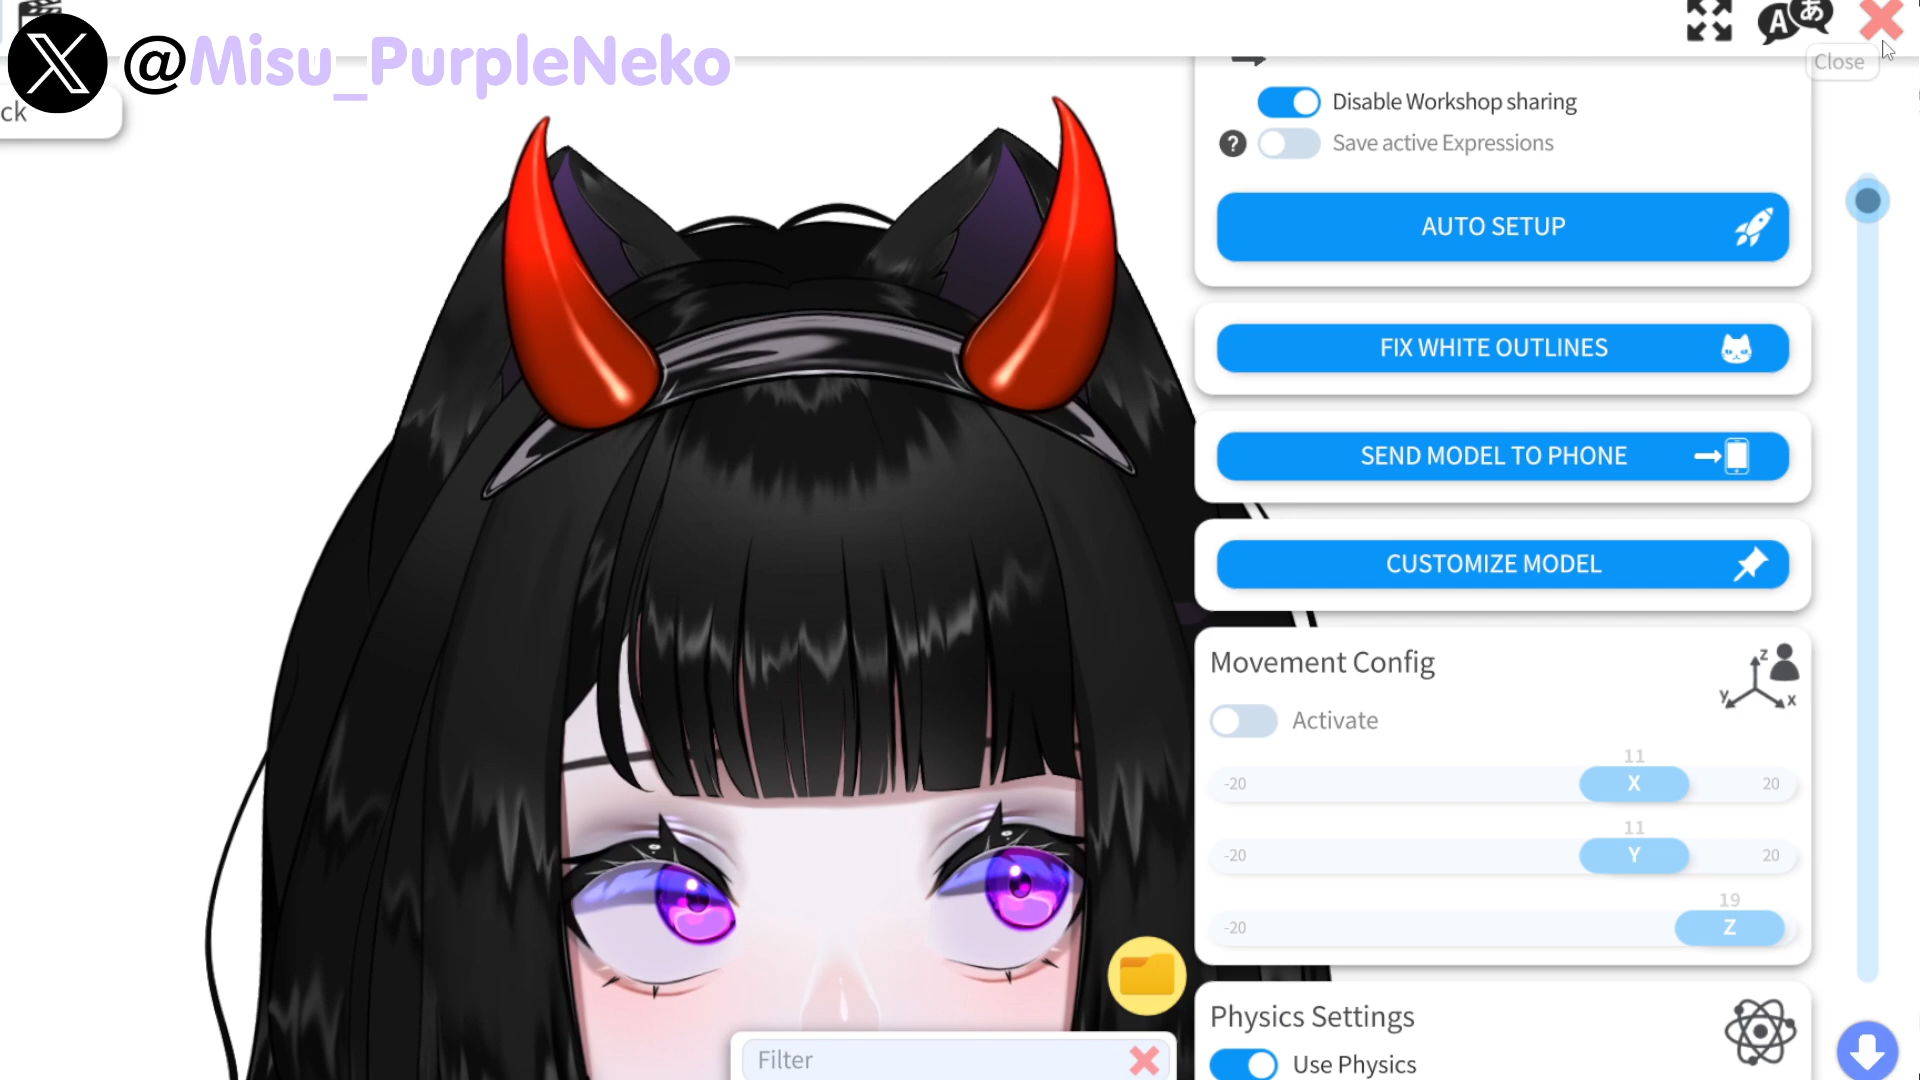 @Misu_PurpleNeko
A あ
Close
ck
Disable Workshop sharing
? Save active Expressions
AUTO SETUP
FIX WHITE OUTLINES
SEND MODEL TO PHONE
CUSTOMIZE MODEL
Movement Config
z
y x
Activate
11
-20 X 20
11
-20 Y 20
19
-20 Z
Physics Settings
Use Physics
Filter